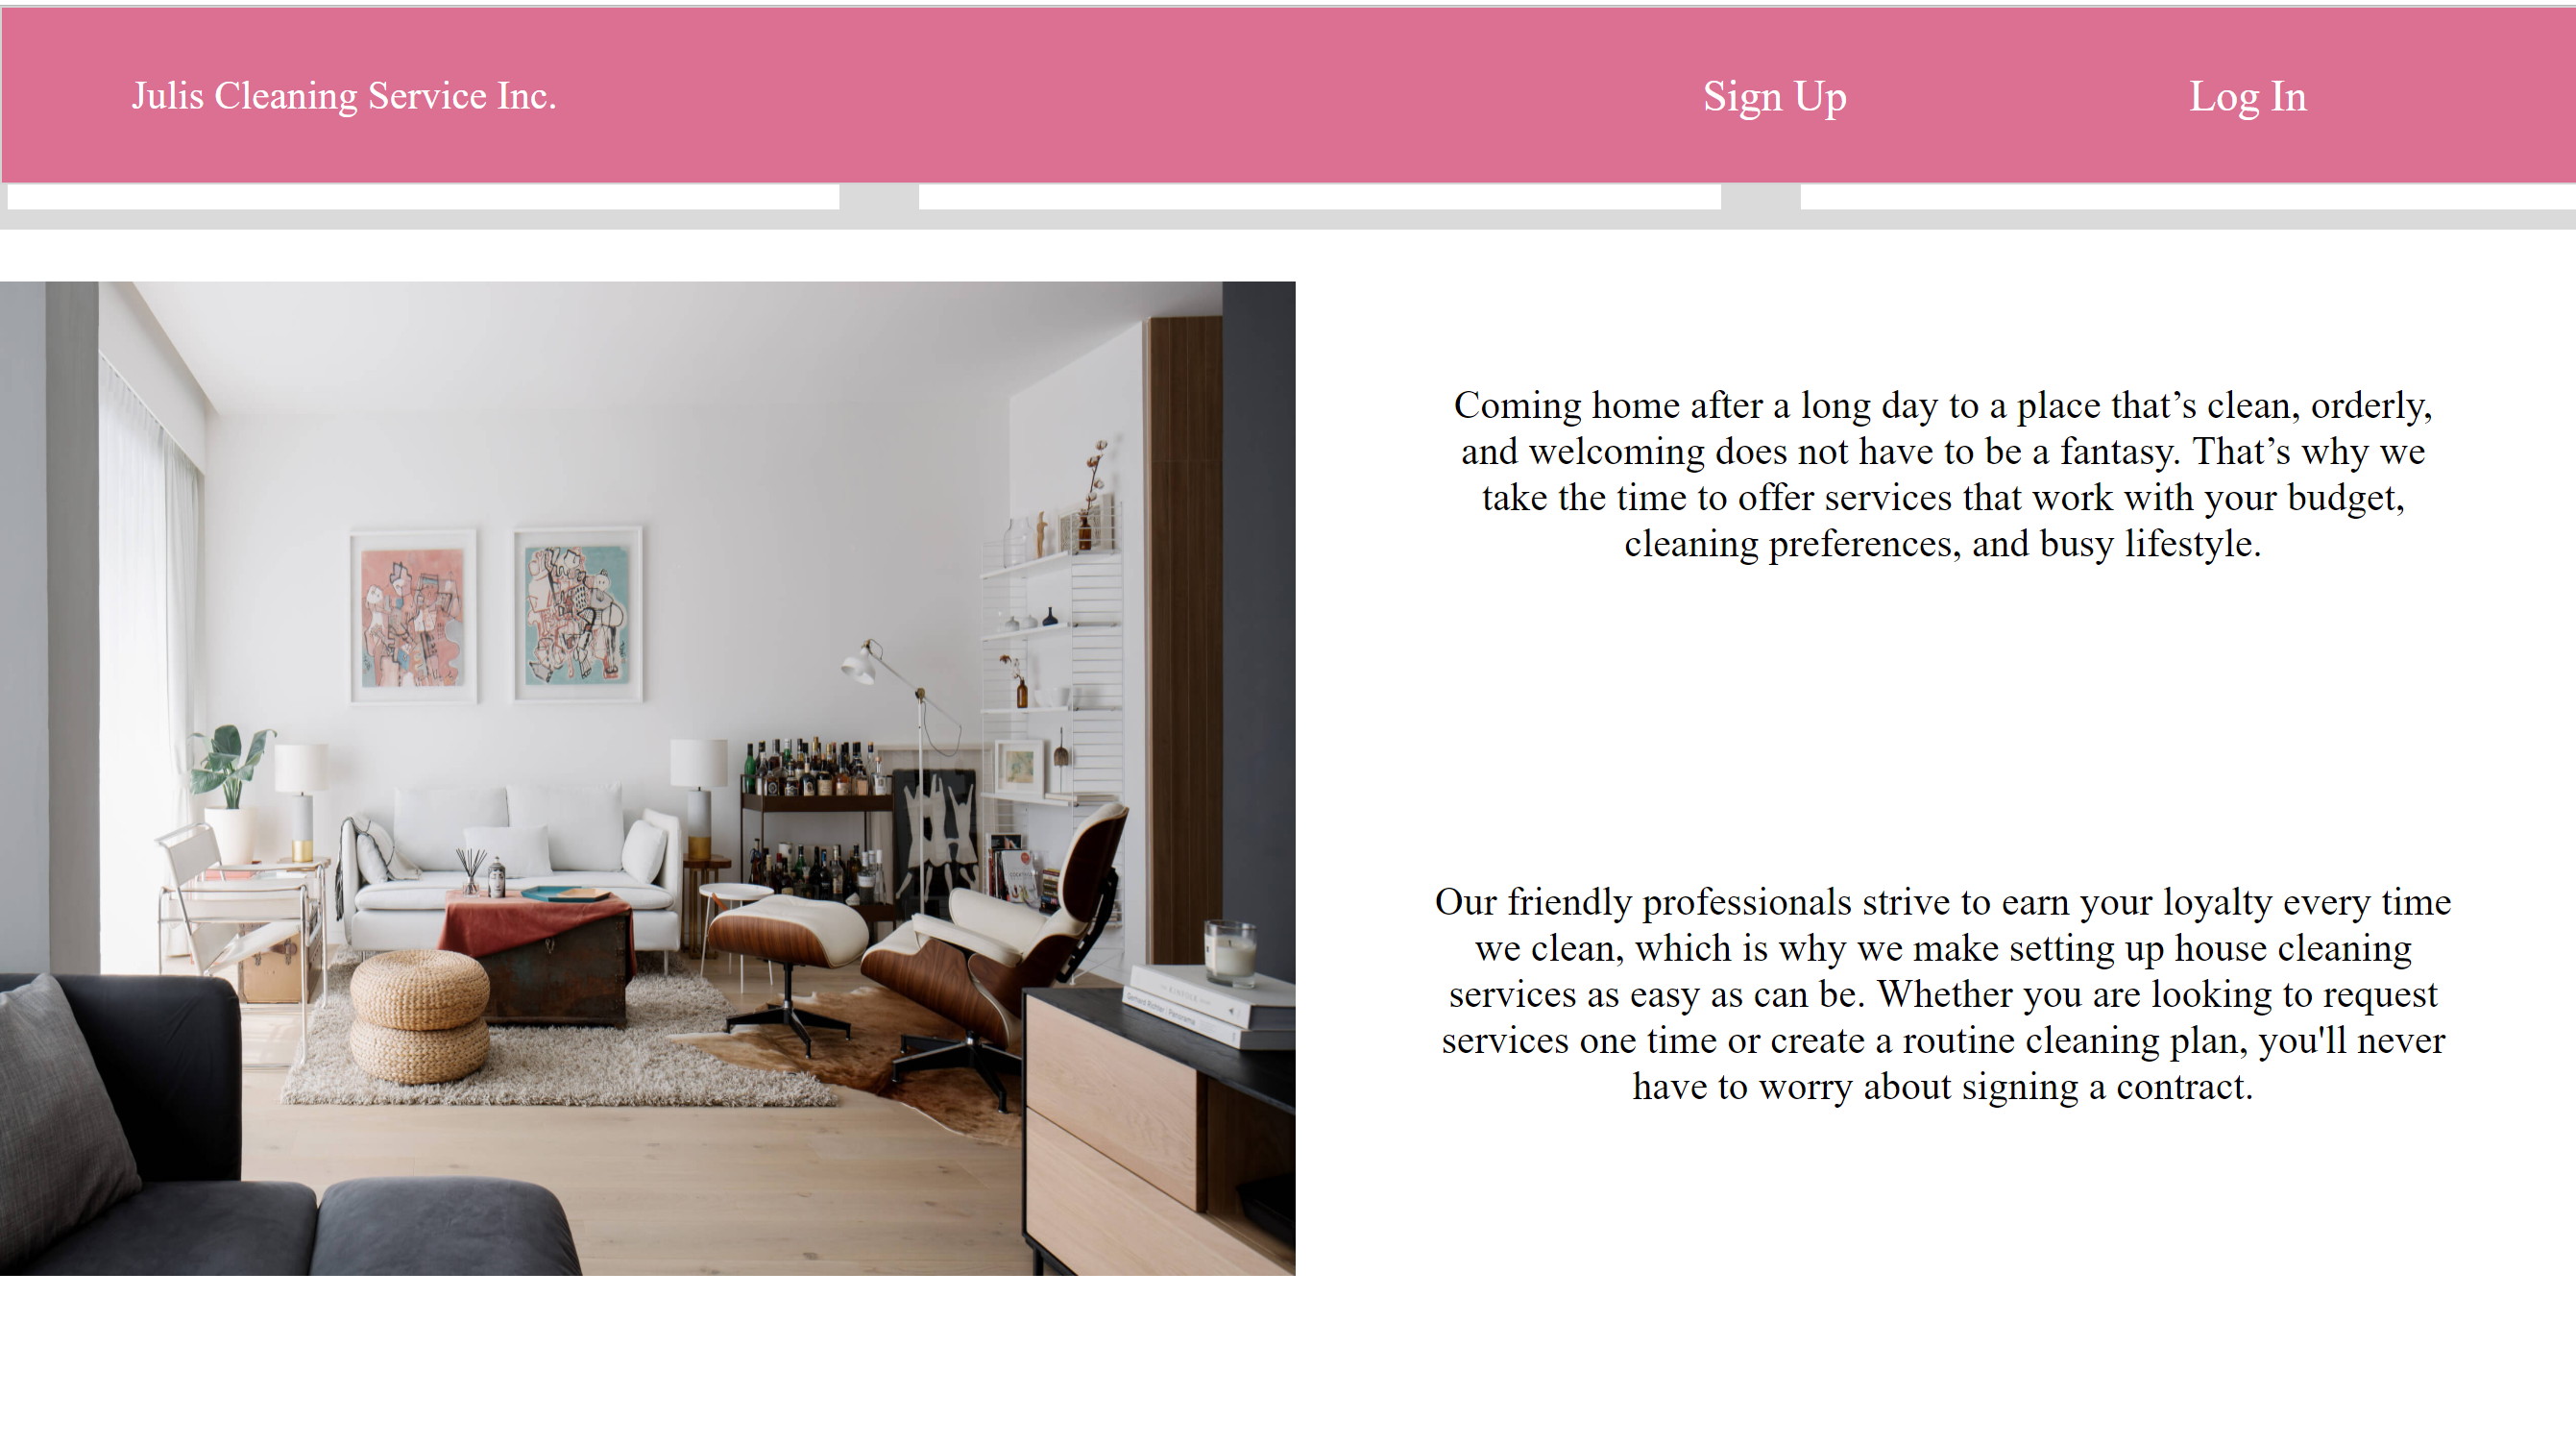 Julis Cleaning Service Inc.
Sign Up
Log In
Coming home after a long day to a place that’s clean, orderly,
and welcoming does not have to be a fantasy. That’s why we
take the time to offer services that work with your budget,
cleaning preferences, and busy lifestyle.
Our friendly professionals strive to earn your loyalty every time
we clean, which is why we make setting up house cleaning
services as easy as can be. Whether you are looking to request
services one time or create a routine cleaning plan, you'll never
have to worry about signing a contract.
Gerhard Richter Panorama